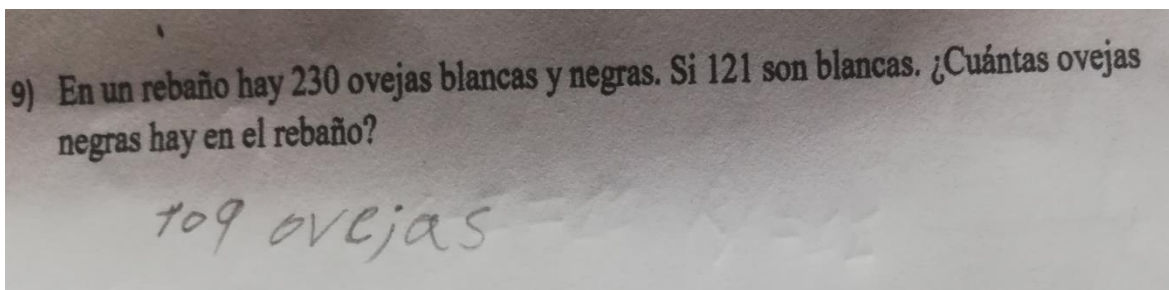 9) En un rebaño hay 230 ovejas blancas y negras. Si 121 son blancas. ¿Cuántas ovejas
negras hay en el rebaño?
109 ovejas